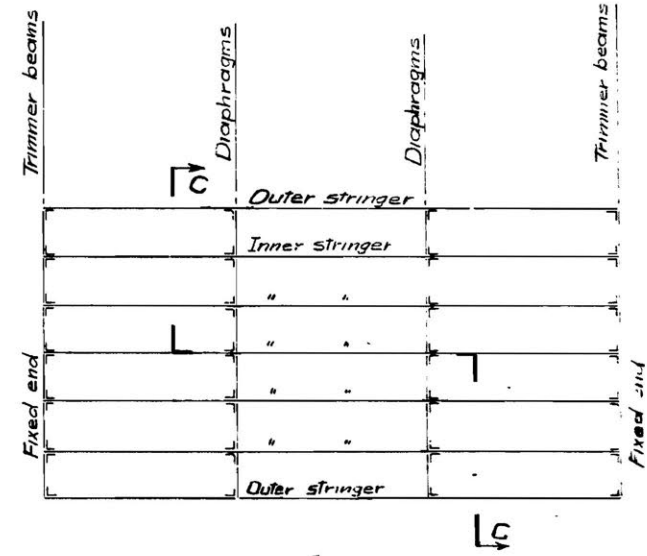 Trimmer beams
Diaphragms
Diaphragms
Trimmer beams
C
Outer stringer
Inner stringer
" "
" "
" "
" "
Outer stringer
Fixed end
Fixed end
C